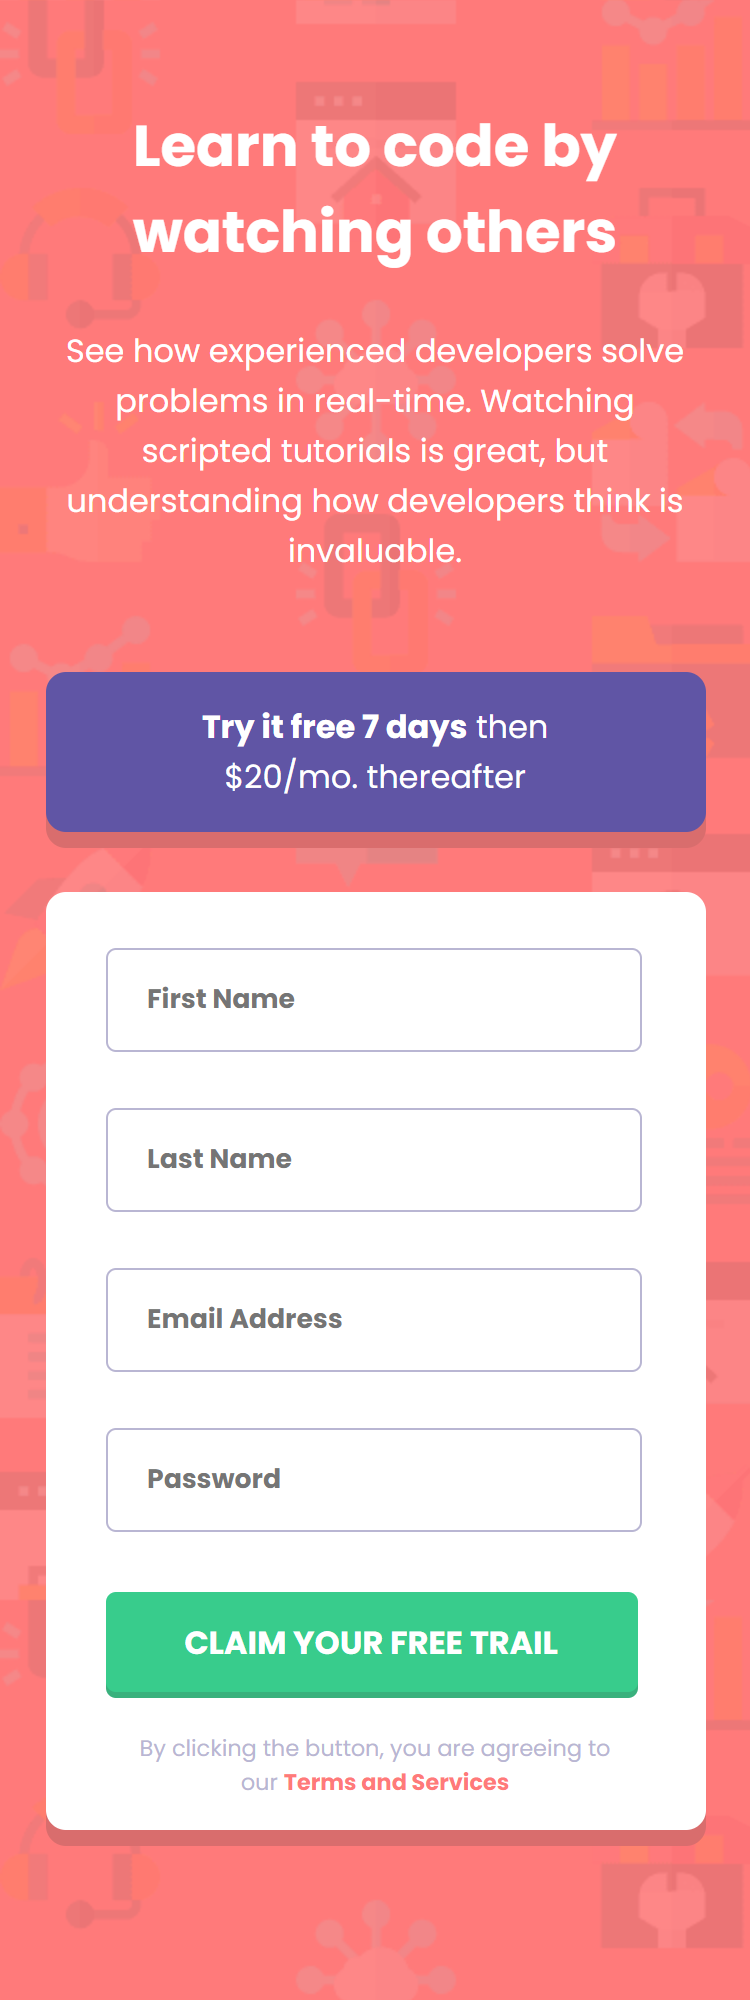 Learn to code by
watching others
See how experienced developers solve
problems in real-time. Watching
scripted tutorials is great, but
understanding how developers think is
invaluable.
Try it free 7 days then
$20/mo. thereafter
First Name
Last Name
Email Address
Password
CLAIM YOUR FREE TRAIL
By clicking the button, you are agreeing to
our Terms and Services